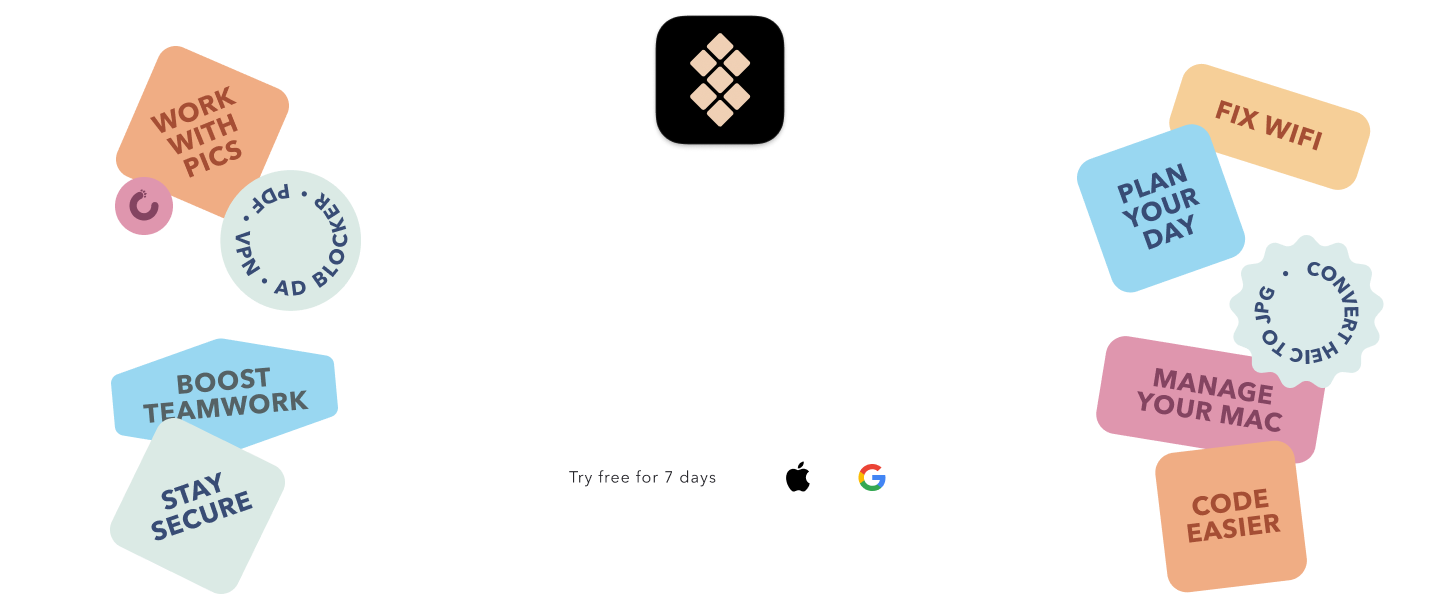 WORK
WITH
PICS
PDF • AD BLOCKER • VPN •
BOOST
TEAMWORK
STAY
SECURE
Try free for 7 days
FIX WIFI
PLAN
YOUR
DAY
CONVERT HEIC TO JPG •
MANAGE
YOUR MAC
CODE
EASIER